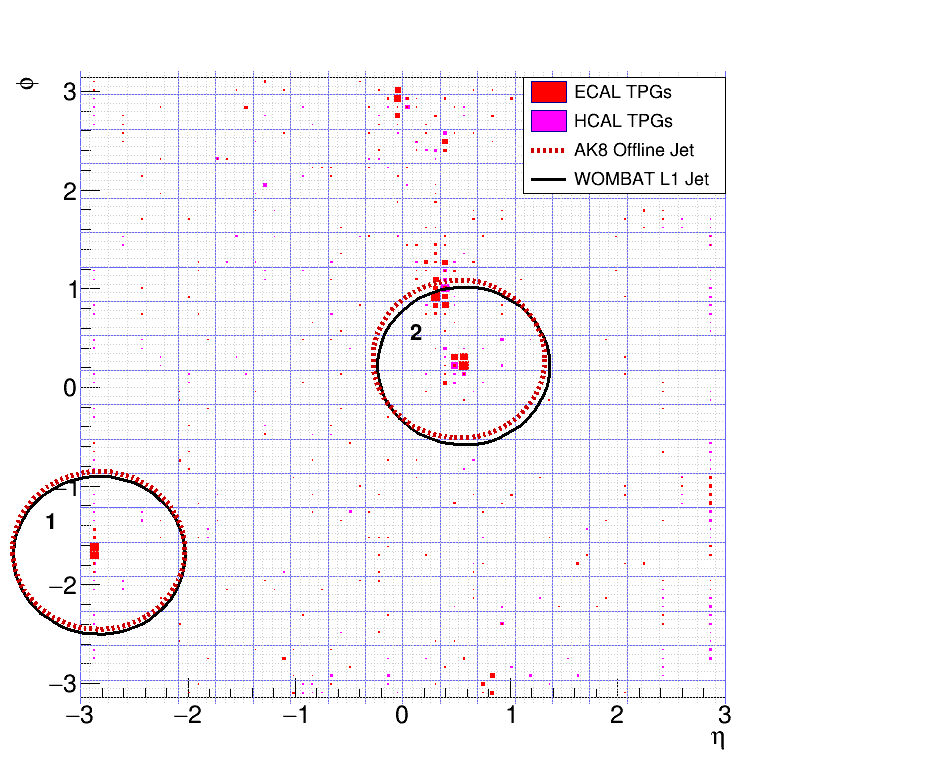 ϕ
3
2
1
0
−1
−2
−3
ECAL TPGs
HCAL TPGs
AK8 Offline Jet
WOMBAT L1 Jet
2
1
−3 −2 −1 0 1 2 3
η